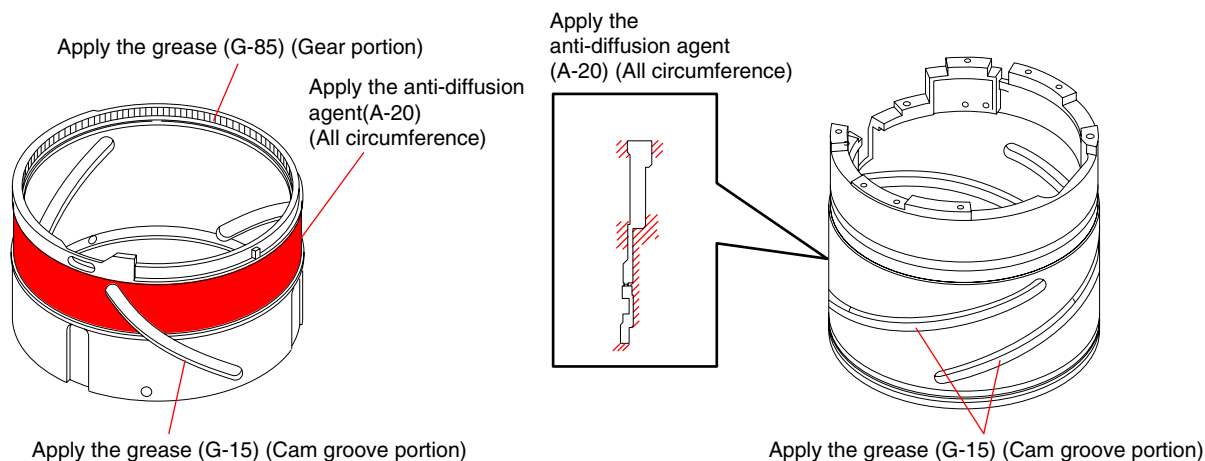 Apply the grease (G-85) (Gear portion)
Apply the anti-diffusion
agent(A-20)
(All circumference)
Apply the grease (G-15) (Cam groove portion)
Apply the
anti-diffusion agent
(A-20) (All circumference)
Apply the grease (G-15) (Cam groove portion)